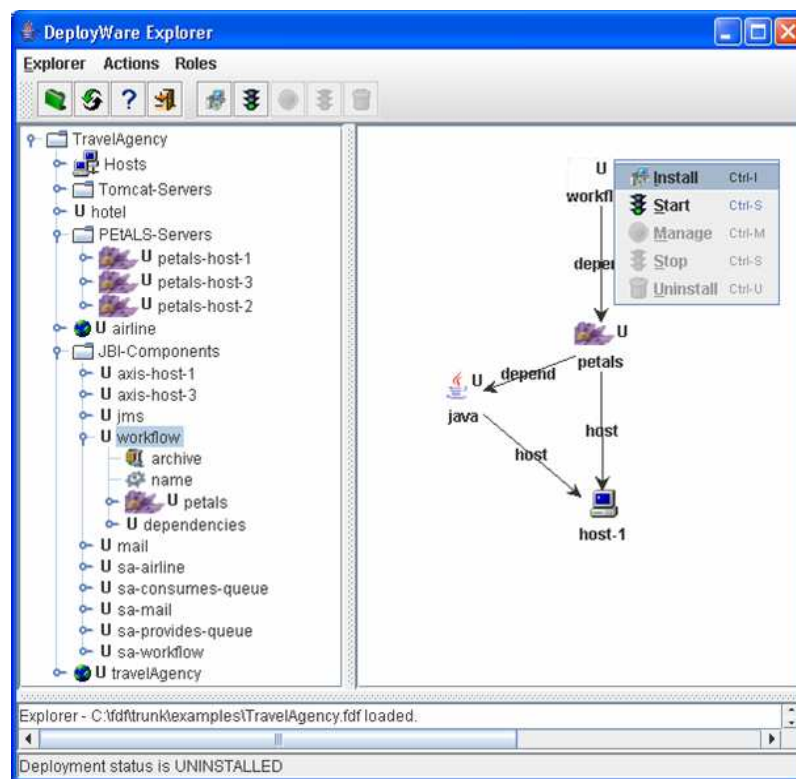 DeployWare Explorer
Explorer Actions Roles
TravelAgency
Hosts
Tomcat-Servers
U hotel
PEtALS-Servers
U petals-host-1
U petals-host-3
U petals-host-2
U airline
JBI-Components
U axis-host-1
U axis-host-3
U jms
U workflow
archive
name
U petals
U dependencies
U mail
U sa-airline
U sa-consumes-queue
U sa-mail
U sa-provides-queue
U sa-workflow
U travelAgency
U
workfl
Install Ctrl-I
Start Ctrl-S
Manage Ctrl-M
Stop Ctrl-S
Uninstall Ctrl-U
depen
U
petals
depend
U
java
host
host
host-1
Explorer - C:\fdf\trunk\examples\TravelAgency.fdf loaded.
Deployment status is UNINSTALLED